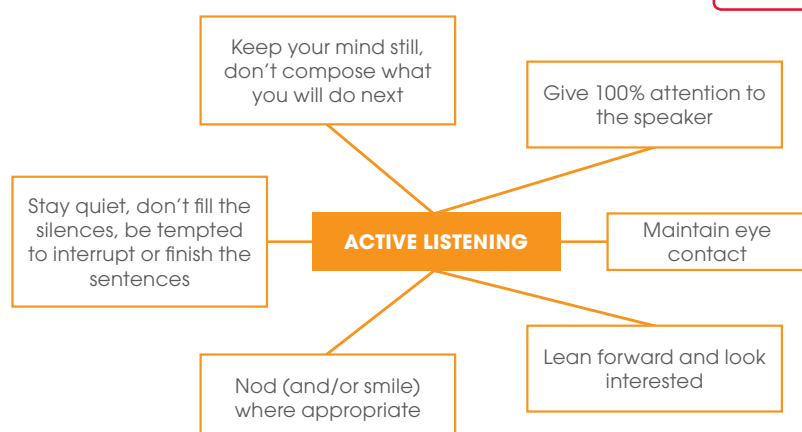 Keep your mind still,
don't compose what
you will do next
Give 100% attention to
the speaker
Stay quiet, don't fill the
silences, be tempted
to interrupt or finish the
sentences
ACTIVE LISTENING
Maintain eye
contact
Lean forward and look
interested
Nod (and/or smile)
where appropriate